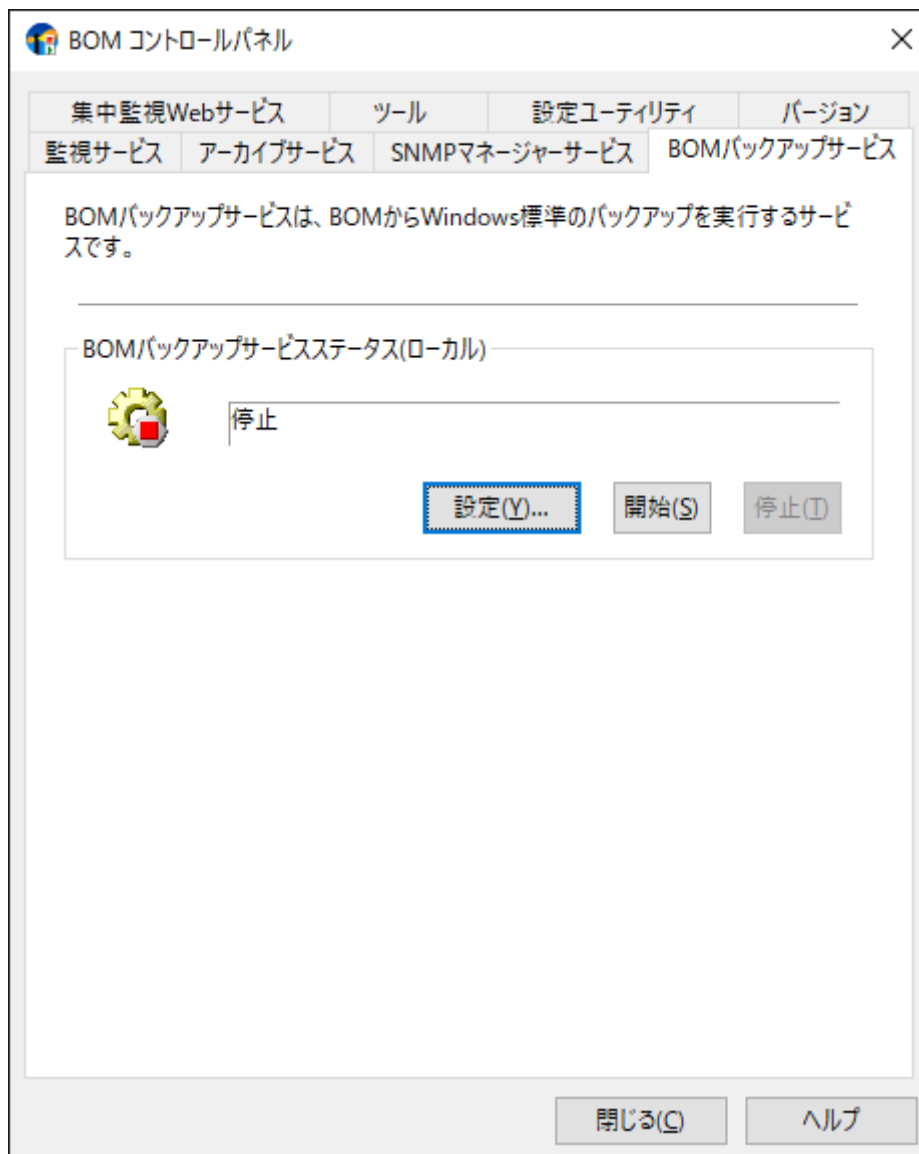 BOM コントロールパネル
集中監視Webサービス ツール 設定ユーティリティ バージョン
監視サービス アーカイブサービス SNMPマネージャーサービス BOMバックアップサービス
BOMバックアップサービスは、BOMからWindows標準のバックアップを実行するサービ
スです。
BOMバックアップサービスステータス(ローカル)
停止
設定(Y)... 開始(S) 停止(T)
閉じる(C) ヘルプ